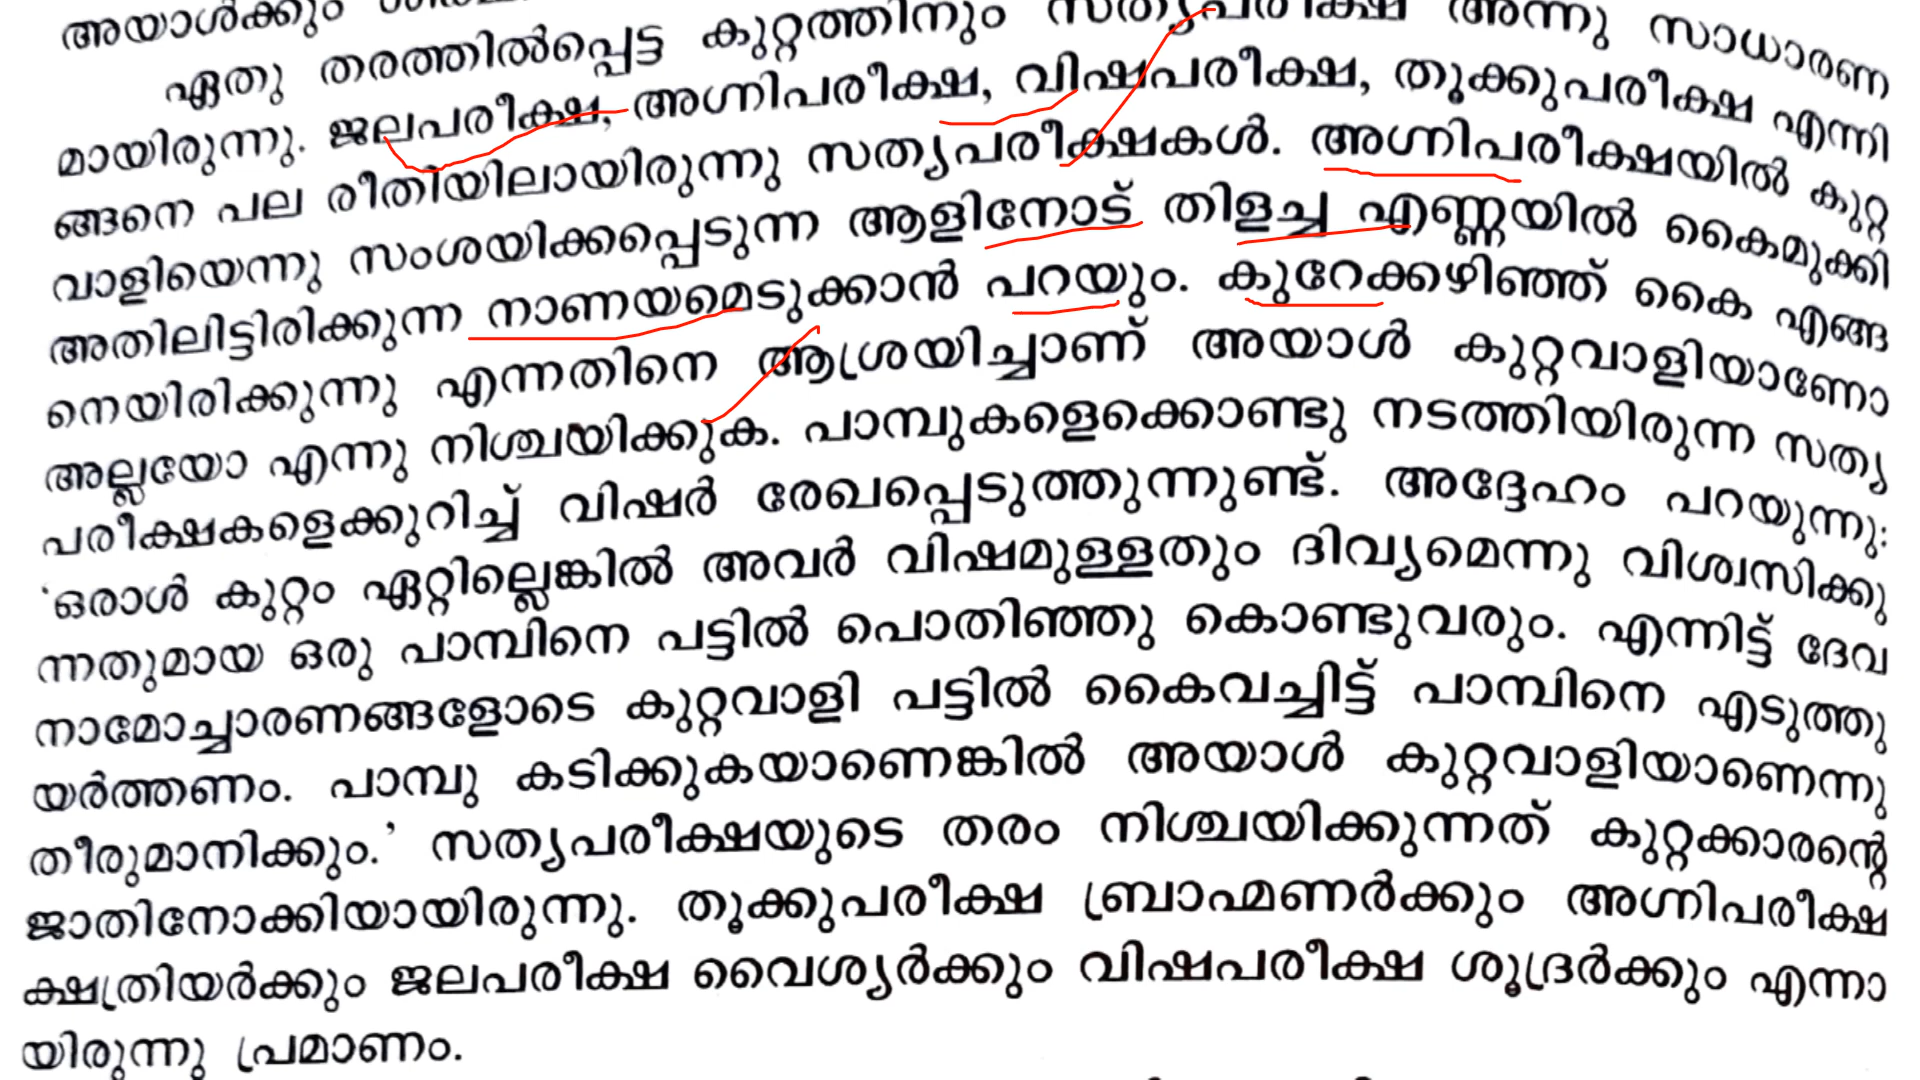 അയാൾക്കും
ഏതു തരത്തിൽപ്പെട്ട കുറ്റത്തിനും സത്യപരീക്ഷ അന്നു സാധാരണ
മായിരുന്നു. ജലപരീക്ഷ, അഗ്നിപരീക്ഷ, വിഷപരീക്ഷ, തൂക്കുപരീക്ഷ എന്നി
ങ്ങനെ പല രീതിയിലായിരുന്നു സത്യപരീക്ഷകൾ. അഗ്നിപരീക്ഷയിൽ കുറ്റ
വാളിയെന്നു സംശയിക്കപ്പെടുന്ന ആളിനോട് തിളച്ച എണ്ണയിൽ കൈമുക്കി
അതിലിട്ടിരിക്കുന്ന നാണയമെടുക്കാൻ പറയും. കുറേക്കഴിഞ്ഞ് കൈ എങ്ങ
നെയിരിക്കുന്നു എന്നതിനെ ആശ്രയിച്ചാണ് അയാൾ കുറ്റവാളിയാണോ
അല്ലയോ എന്നു നിശ്ചയിക്കുക. പാമ്പുകളെക്കൊണ്ടു നടത്തിയിരുന്ന സത്യ
പരീക്ഷകളെക്കുറിച്ച് വിഷർ രേഖപ്പെടുത്തുന്നുണ്ട്. അദ്ദേഹം പറയുന്നു:
‘ഒരാൾ കുറ്റം ഏറ്റില്ലെങ്കിൽ അവർ വിഷമുള്ളതും ദിവ്യമെന്നു വിശ്വസിക്കു
ന്നതുമായ ഒരു പാമ്പിനെ പട്ടിൽ പൊതിഞ്ഞു കൊണ്ടുവരും. എന്നിട്ട് ദേവ
നാമോച്ചാരണങ്ങളോടെ കുറ്റവാളി പട്ടിൽ കൈവച്ചിട്ട് പാമ്പിനെ എടുത്തു
യർത്തണം. പാമ്പു കടിക്കുകയാണെങ്കിൽ അയാൾ കുറ്റവാളിയാണെന്നു
തീരുമാനിക്കും.’ സത്യപരീക്ഷയുടെ തരം നിശ്ചയിക്കുന്നത് കുറ്റക്കാരന്റെ
ജാതിനോക്കിയായിരുന്നു. തൂക്കുപരീക്ഷ ബ്രാഹ്മണർക്കും അഗ്നിപരീക്ഷ
ക്ഷത്രിയർക്കും ജലപരീക്ഷ വൈശ്യർക്കും വിഷപരീക്ഷ ശൂദ്രർക്കും എന്നാ
യിരുന്നു പ്രമാണം.